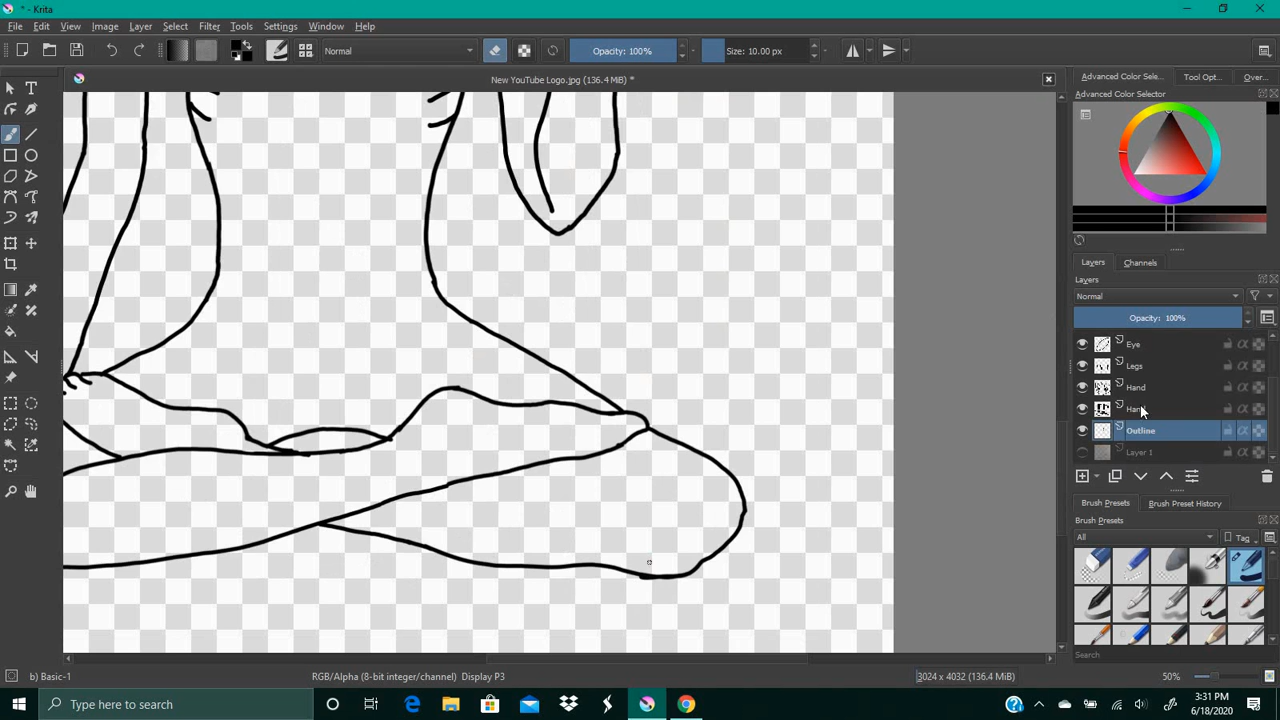 * - Krita
File Edit View Image Layer Select Filter Tools Settings Window Help
Normal Opacity: 100% Size: 10.00 px
New YouTube Logo.jpg (136.4 MiB) *
Advanced Color Selec... Tool Opt... Over...
Advanced Color Selector
Layers Channels
Layers
Normal
Opacity: 100%
Eye
Legs
Hand
Outline
Layer 1
Brush Presets Brush Preset History
Brush Presets
All Tag
Search
b) Basic-1 RGB/Alpha (8-bit integer/channel) Display P3 3024 x 4032 (136.4 MiB) 50%
Type here to search
3:31 PM
6/18/2020